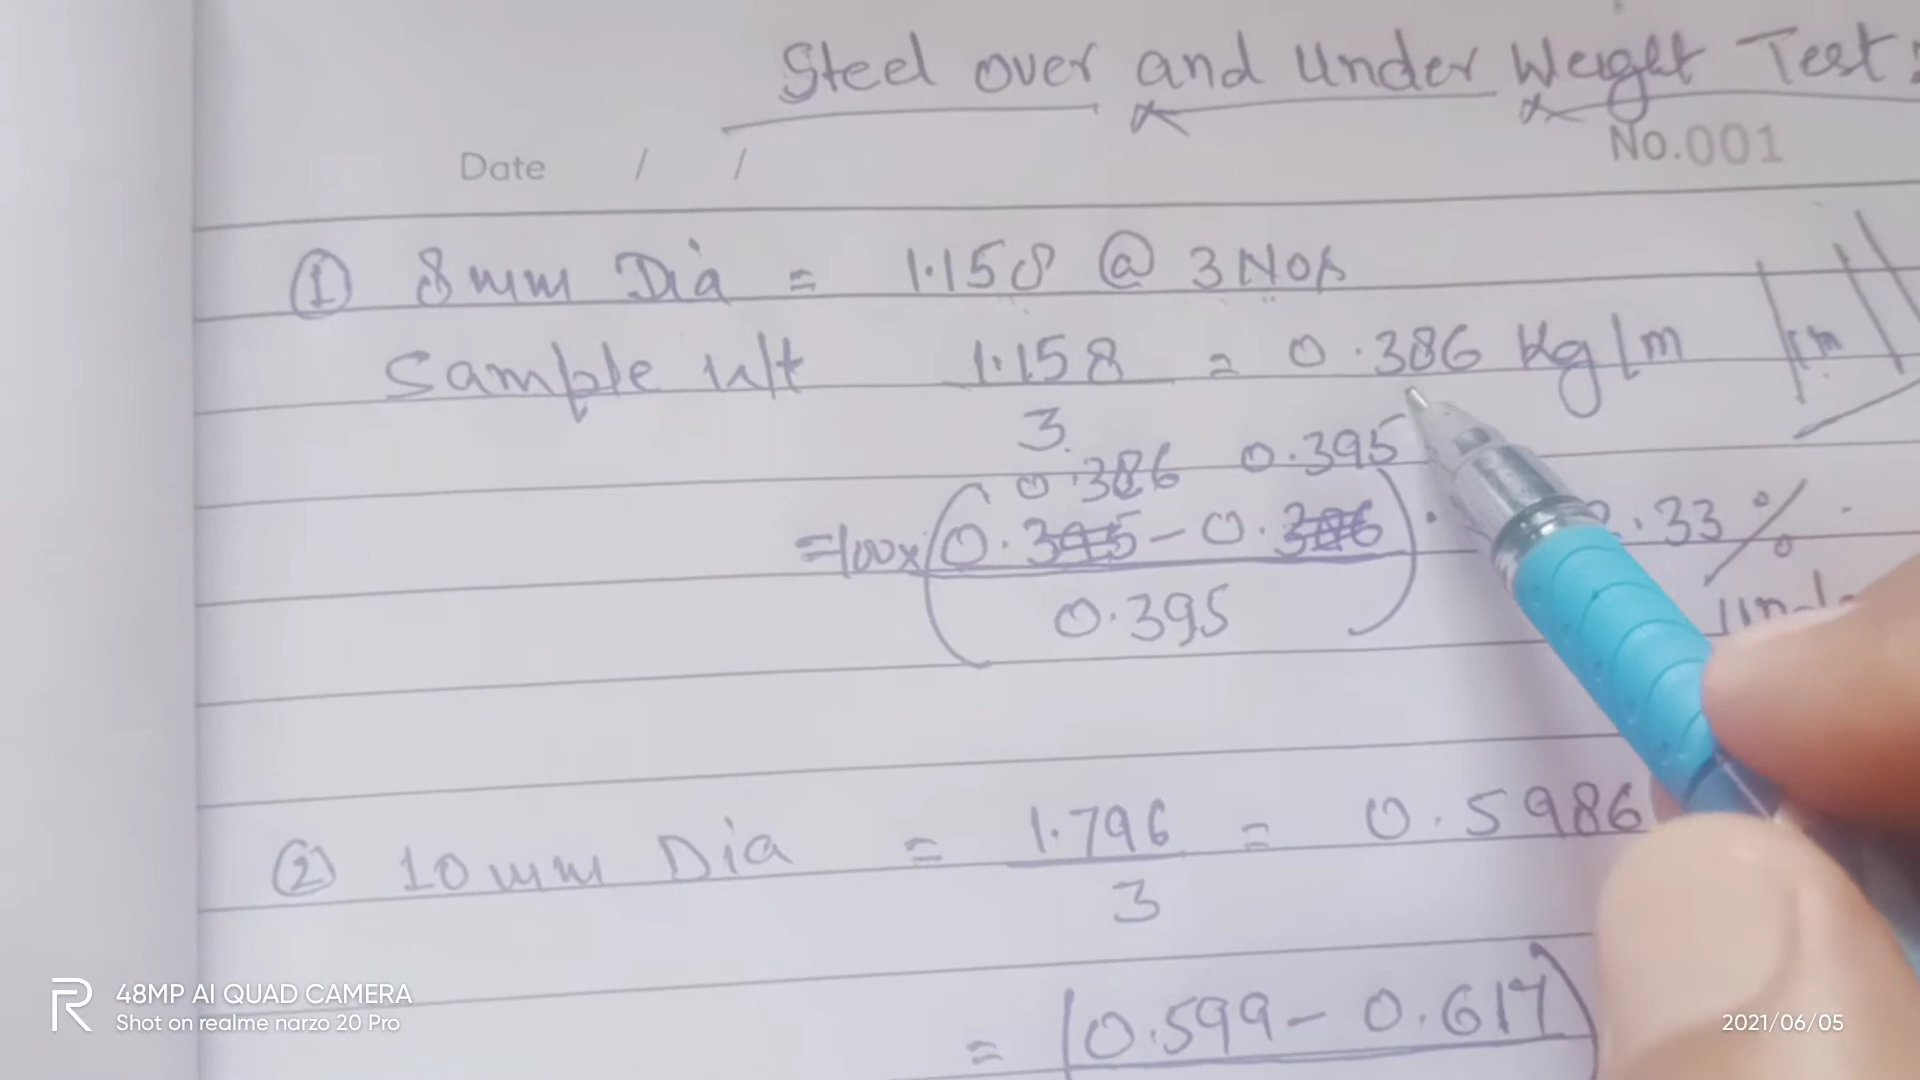 Steel over and Under Weight Test:
No.001
Date / /
① 8mm Dia = 1.158 @ 3 Nos
Sample wt 1.158 = 0.386 Kg/m 1m
3
0.386 0.395
=100x(0.395-0.386) .33%
0.395
② 10mm Dia = 1.796 = 0.5986
3
= (0.599-0.617)
48MP AI QUAD CAMERA
Shot on realme narzo 20 Pro
2021/06/05